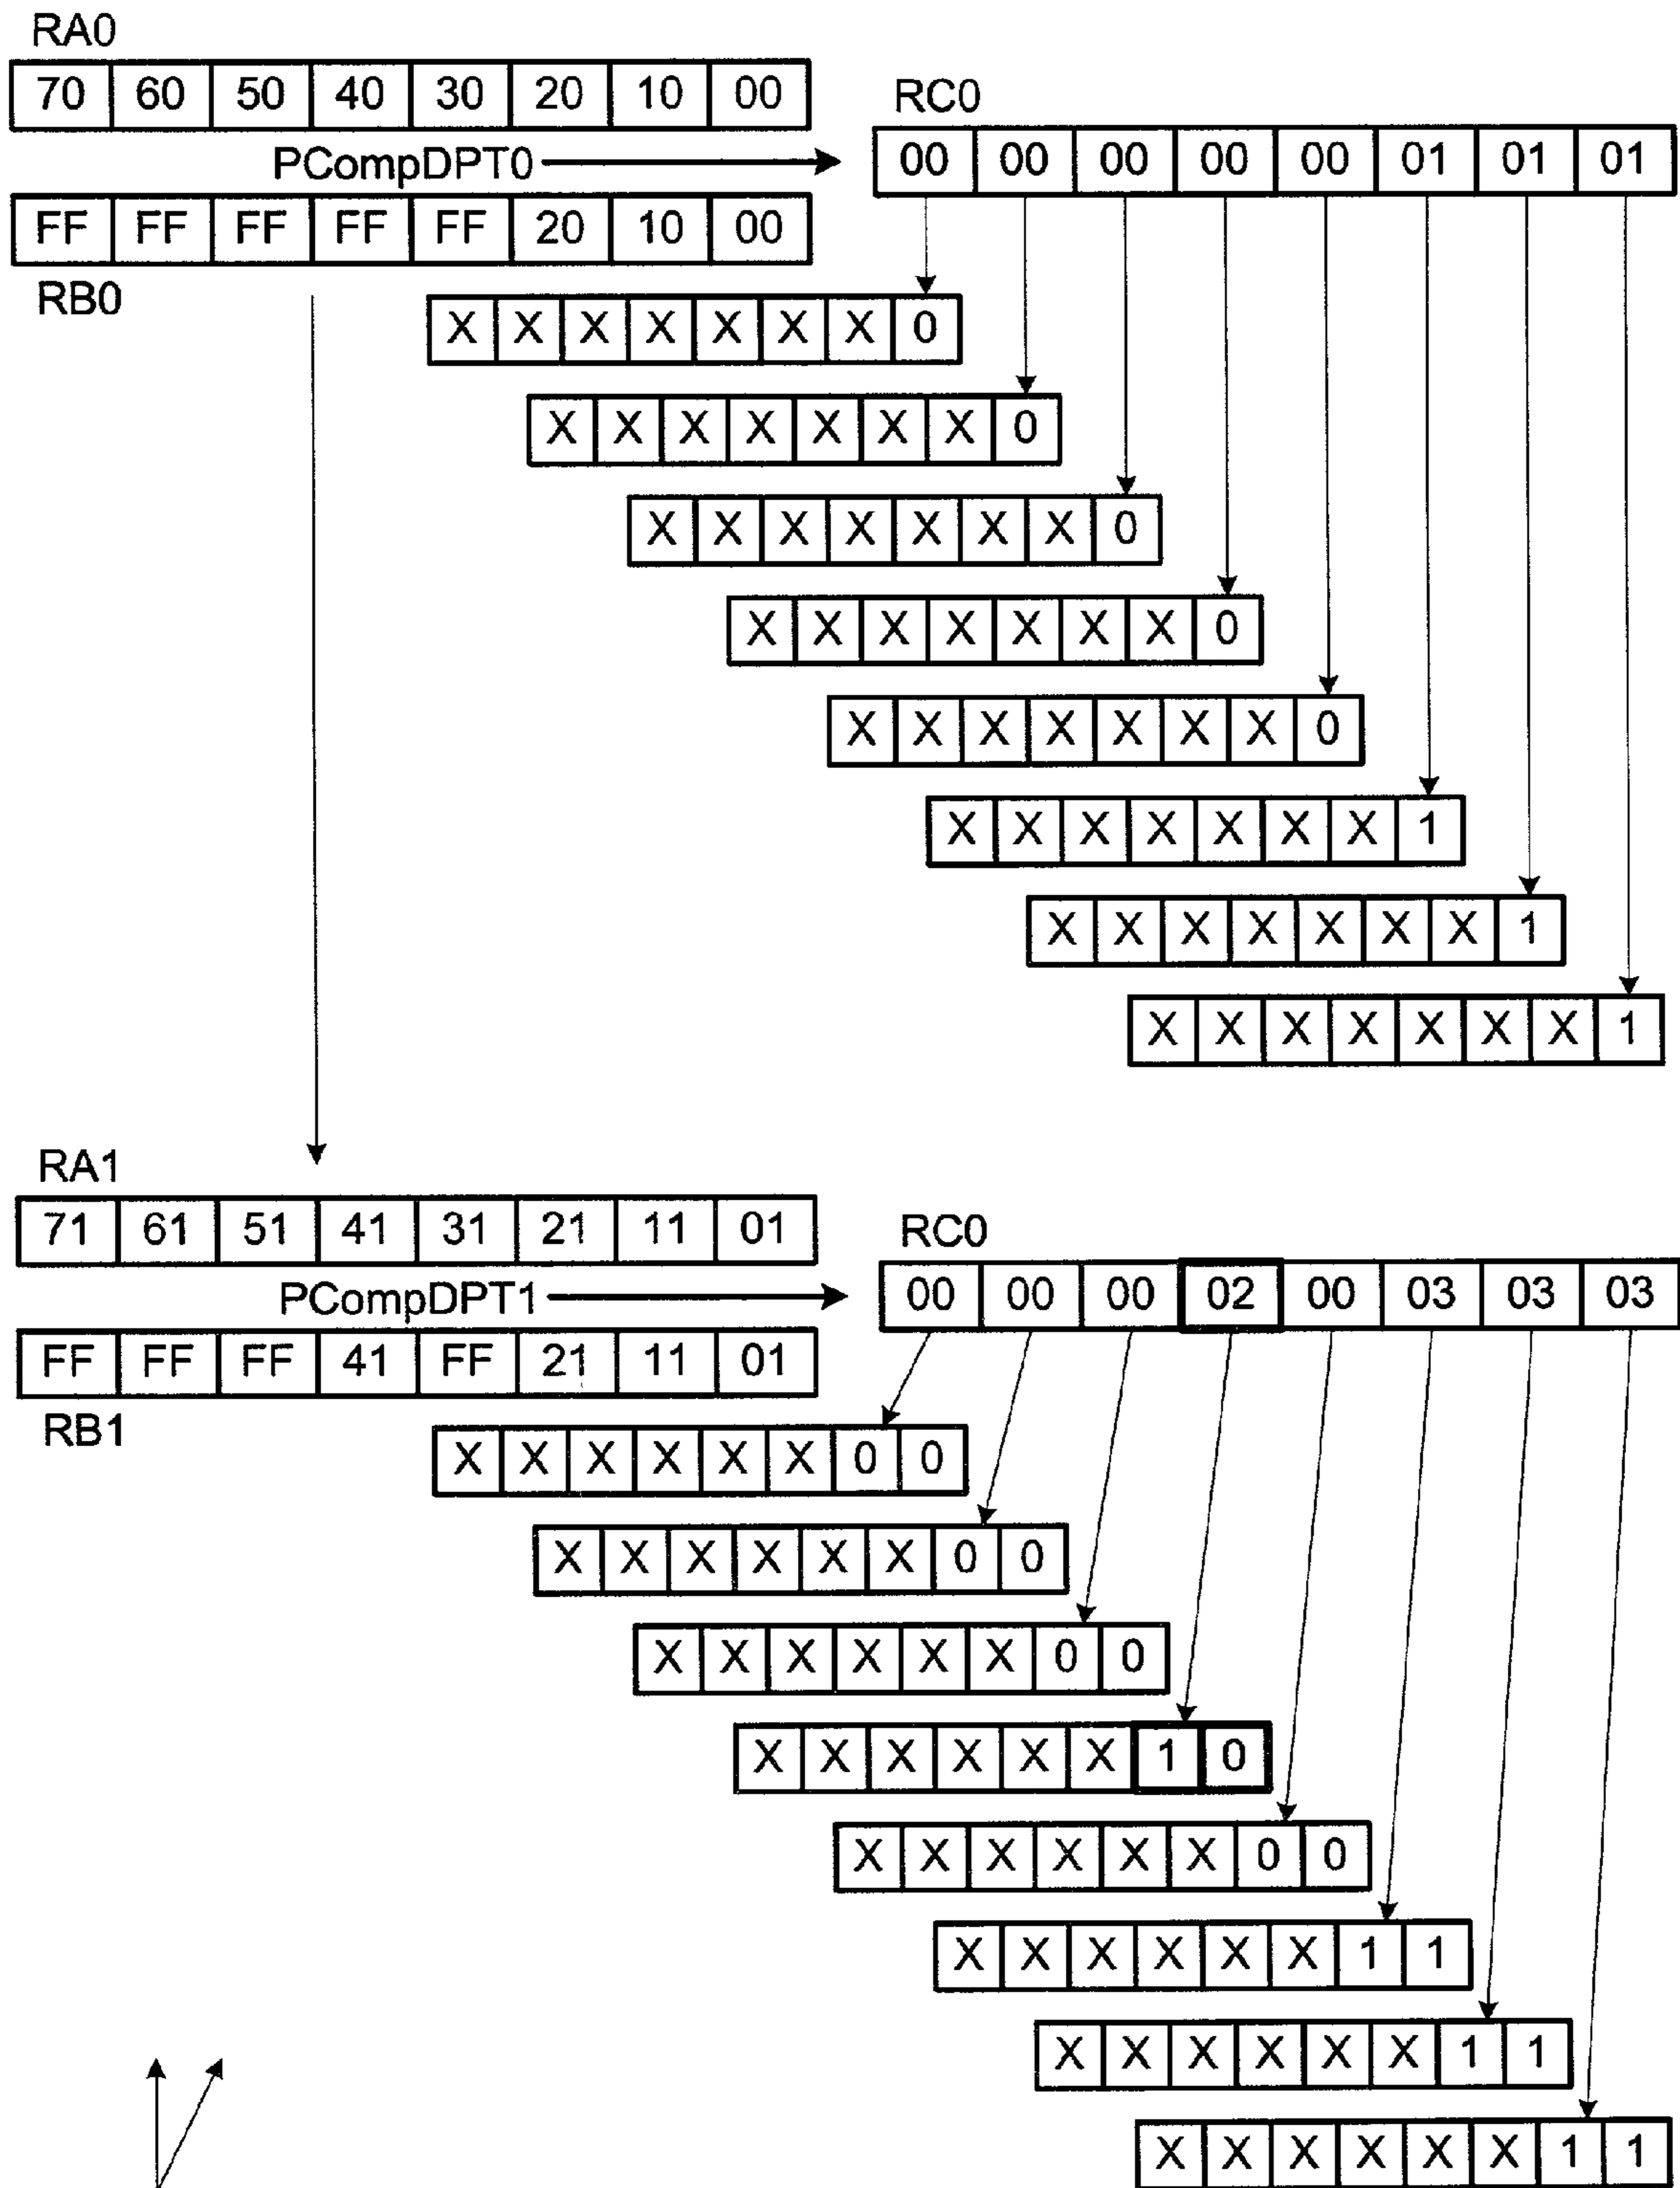 RA0
70 60 50 40 30 20 10 00
RC0
00 00 00 00 00 01 01 01
PCompDPT0
FF FF FF FF FF 20 10 00
RB0
X X X X X X X 0
X X X X X X X 0
X X X X X X X 0
X X X X X X X 0
X X X X X X X 0
X X X X X X X 1
X X X X X X X 1
X X X X X X X 1
RA1
71 61 51 41 31 21 11 01
RC0
00 00 00 02 00 03 03 03
PCompDPT1
FF FF FF 41 FF 21 11 01
RB1
X X X X X X 0 0
X X X X X X 0 0
X X X X X X 0 0
X X X X X X 1 0
X X X X X X 0 0
X X X X X X 1 1
X X X X X X 1 1
X X X X X X 1 1